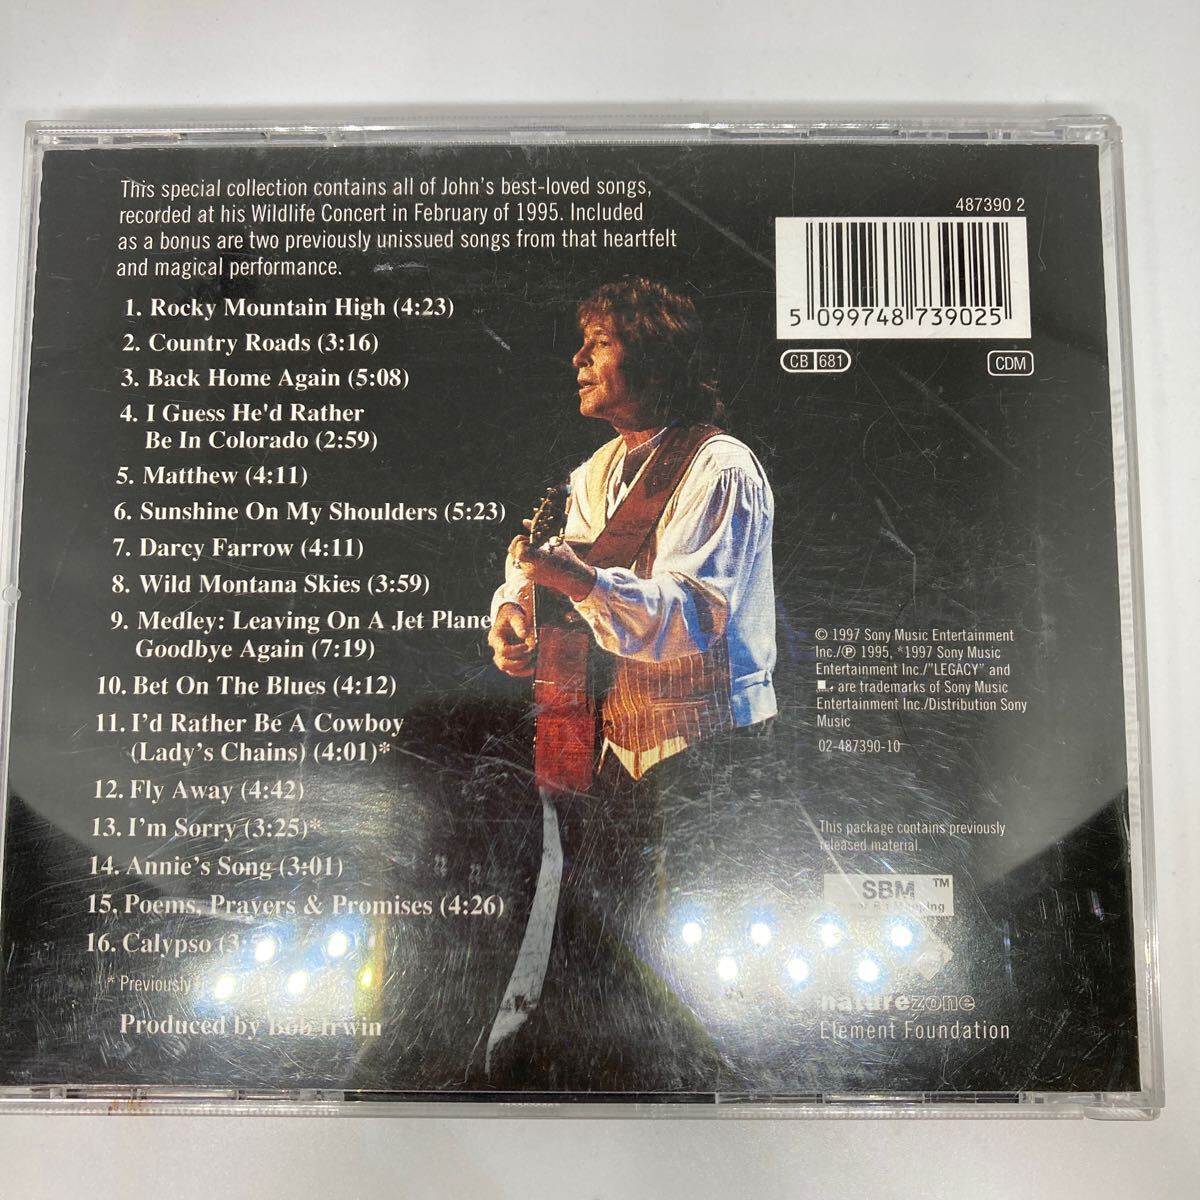 This special collection contains all of John's best-loved songs,
recorded at his Wildlife Concert in February of 1995. Included
as a bonus are two previously unissued songs from that heartfelt
and magical performance.
1. Rocky Mountain High (4:23)
2. Country Roads (3:16)
3. Back Home Again (5:08)
4. I Guess He'd Rather
Be In Colorado (2:59)
5. Matthew (4:11)
6. Sunshine On My Shoulders (5:23)
7. Darcy Farrow (4:11)
8. Wild Montana Skies (3:59)
9. Medley: Leaving On A Jet Plane
Goodbye Again (7:19)
10. Bet On The Blues (4:12)
11. I'd Rather Be A Cowboy
(Lady's Chains) (4:01)*
12. Fly Away (4:42)
13. I'm Sorry (3:25)*
14. Annie's Song (3:01)
15. Poems, Prayers & Promises (4:26)
16. Calypso
* Previously
Produced by Bob Irwin
487390 2
5 099748 739025
CB 681
CDM
© 1997 Sony Music Entertainment
Inc./℗ 1995, *1997 Sony Music
Entertainment Inc./"LEGACY" and
are trademarks of Sony Music
Entertainment Inc./Distribution Sony
Music
02-487390-10
This package contains previously
released material.
SBM TM
naturezone
Element Foundation